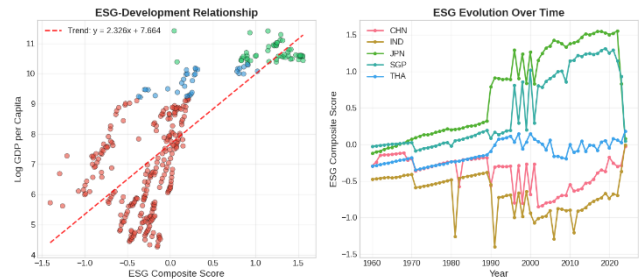 ESG-Development Relationship
Trend: y = 2.326x + 7.664
Log GDP per Capita
11
10
9
8
7
6
5
4
−1.5 −1.0 −0.5 0.0 0.5 1.0 1.5
ESG Composite Score
ESG Evolution Over Time
CHN
IND
JPN
SGP
THA
ESG Composite Score
1.5
1.0
0.5
0.0
−0.5
−1.0
−1.5
1960 1970 1980 1990 2000 2010 2020
Year